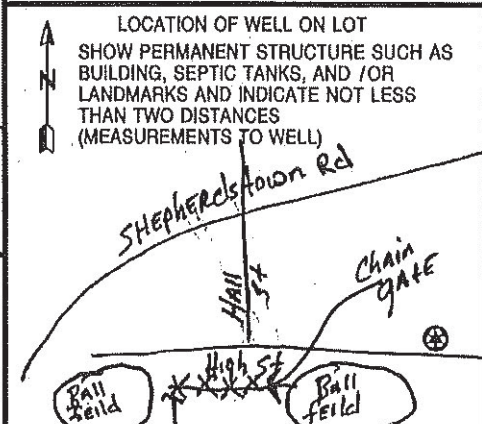 LOCATION OF WELL ON LOT
SHOW PERMANENT STRUCTURE SUCH AS
BUILDING, SEPTIC TANKS, AND /OR
LANDMARKS AND INDICATE NOT LESS
THAN TWO DISTANCES
(MEASUREMENTS TO WELL)
N
SHEPherdstown Rd
Hall
St
Chain
GATE
High St
Ball
feild
Ball
feild